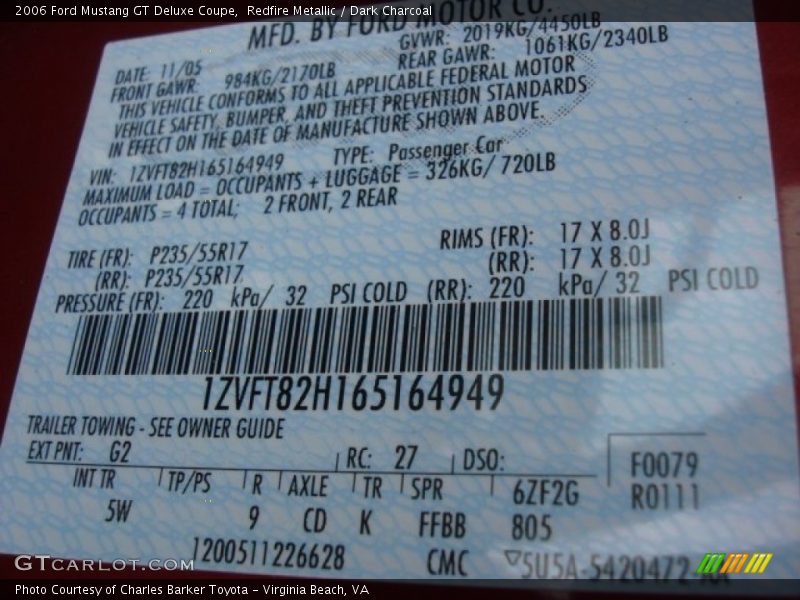 2006 Ford Mustang GT Deluxe Coupe, Redfire Metallic / Dark Charcoal
MFD. BY FORD MOTOR CO.
DATE: 11/05 GVWR: 2019KG/4450LB
FRONT GAWR: 984KG/2170LB REAR GAWR: 1061KG/2340LB
THIS VEHICLE CONFORMS TO ALL APPLICABLE FEDERAL MOTOR
VEHICLE SAFETY, BUMPER, AND THEFT PREVENTION STANDARDS
IN EFFECT ON THE DATE OF MANUFACTURE SHOWN ABOVE.
VIN: 1ZVFT82H165164949 TYPE: Passenger Car
MAXIMUM LOAD = OCCUPANTS + LUGGAGE = 326KG/ 720LB
OCCUPANTS = 4 TOTAL; 2 FRONT, 2 REAR
TIRE (FR): P235/55R17 RIMS (FR): 17 X 8.0J
(RR): P235/55R17 (RR): 17 X 8.0J
PRESSURE (FR): 220 kPa/ 32 PSI COLD (RR): 220 kPa/ 32 PSI COLD
1ZVFT82H165164949
TRAILER TOWING - SEE OWNER GUIDE
EXT PNT: G2 RC: 27 DSO: F0079
INT TR TP/PS R AXLE TR SPR 6ZF2G R0111
5W 9 CD K FFBB 805
1200511226628 CMC ▽5U5A-5420472-AA
GTCARLOT.COM
Photo Courtesy of Charles Barker Toyota - Virginia Beach, VA